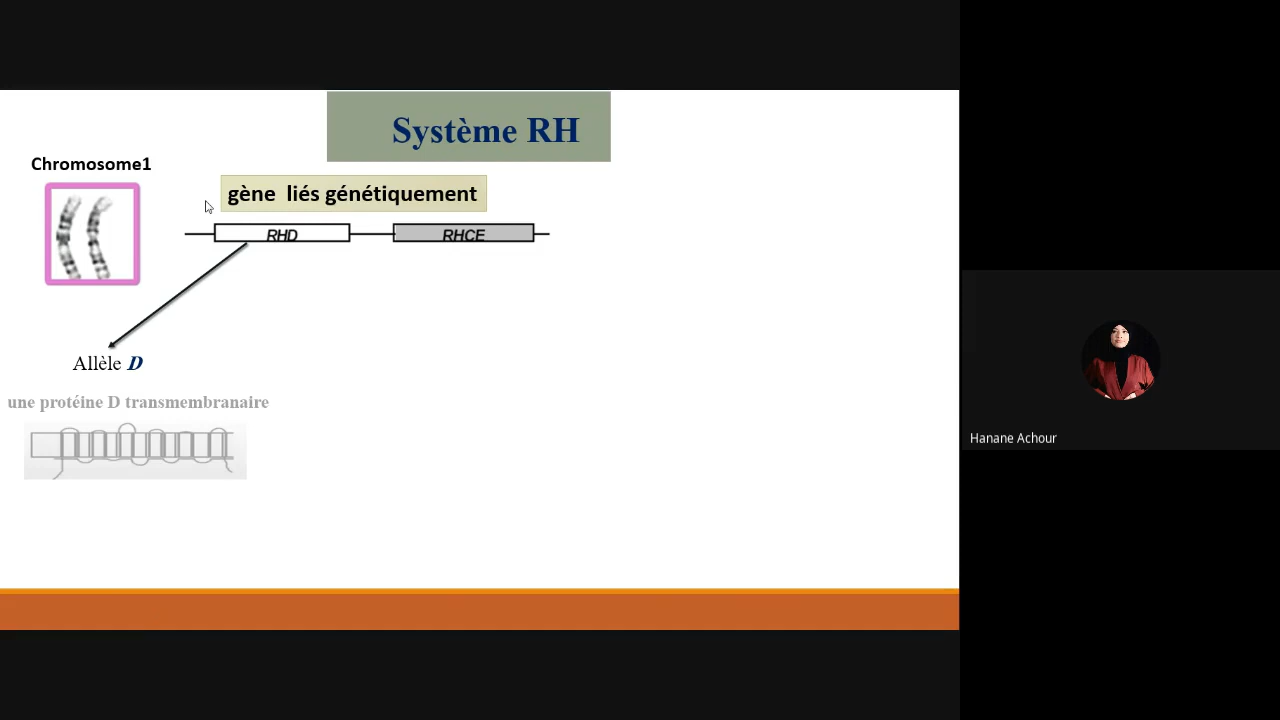 Système RH
Chromosome1
gène  liés génétiquement
RHD
RHCE
Allèle D
une protéine D transmembranaire
Hanane Achour